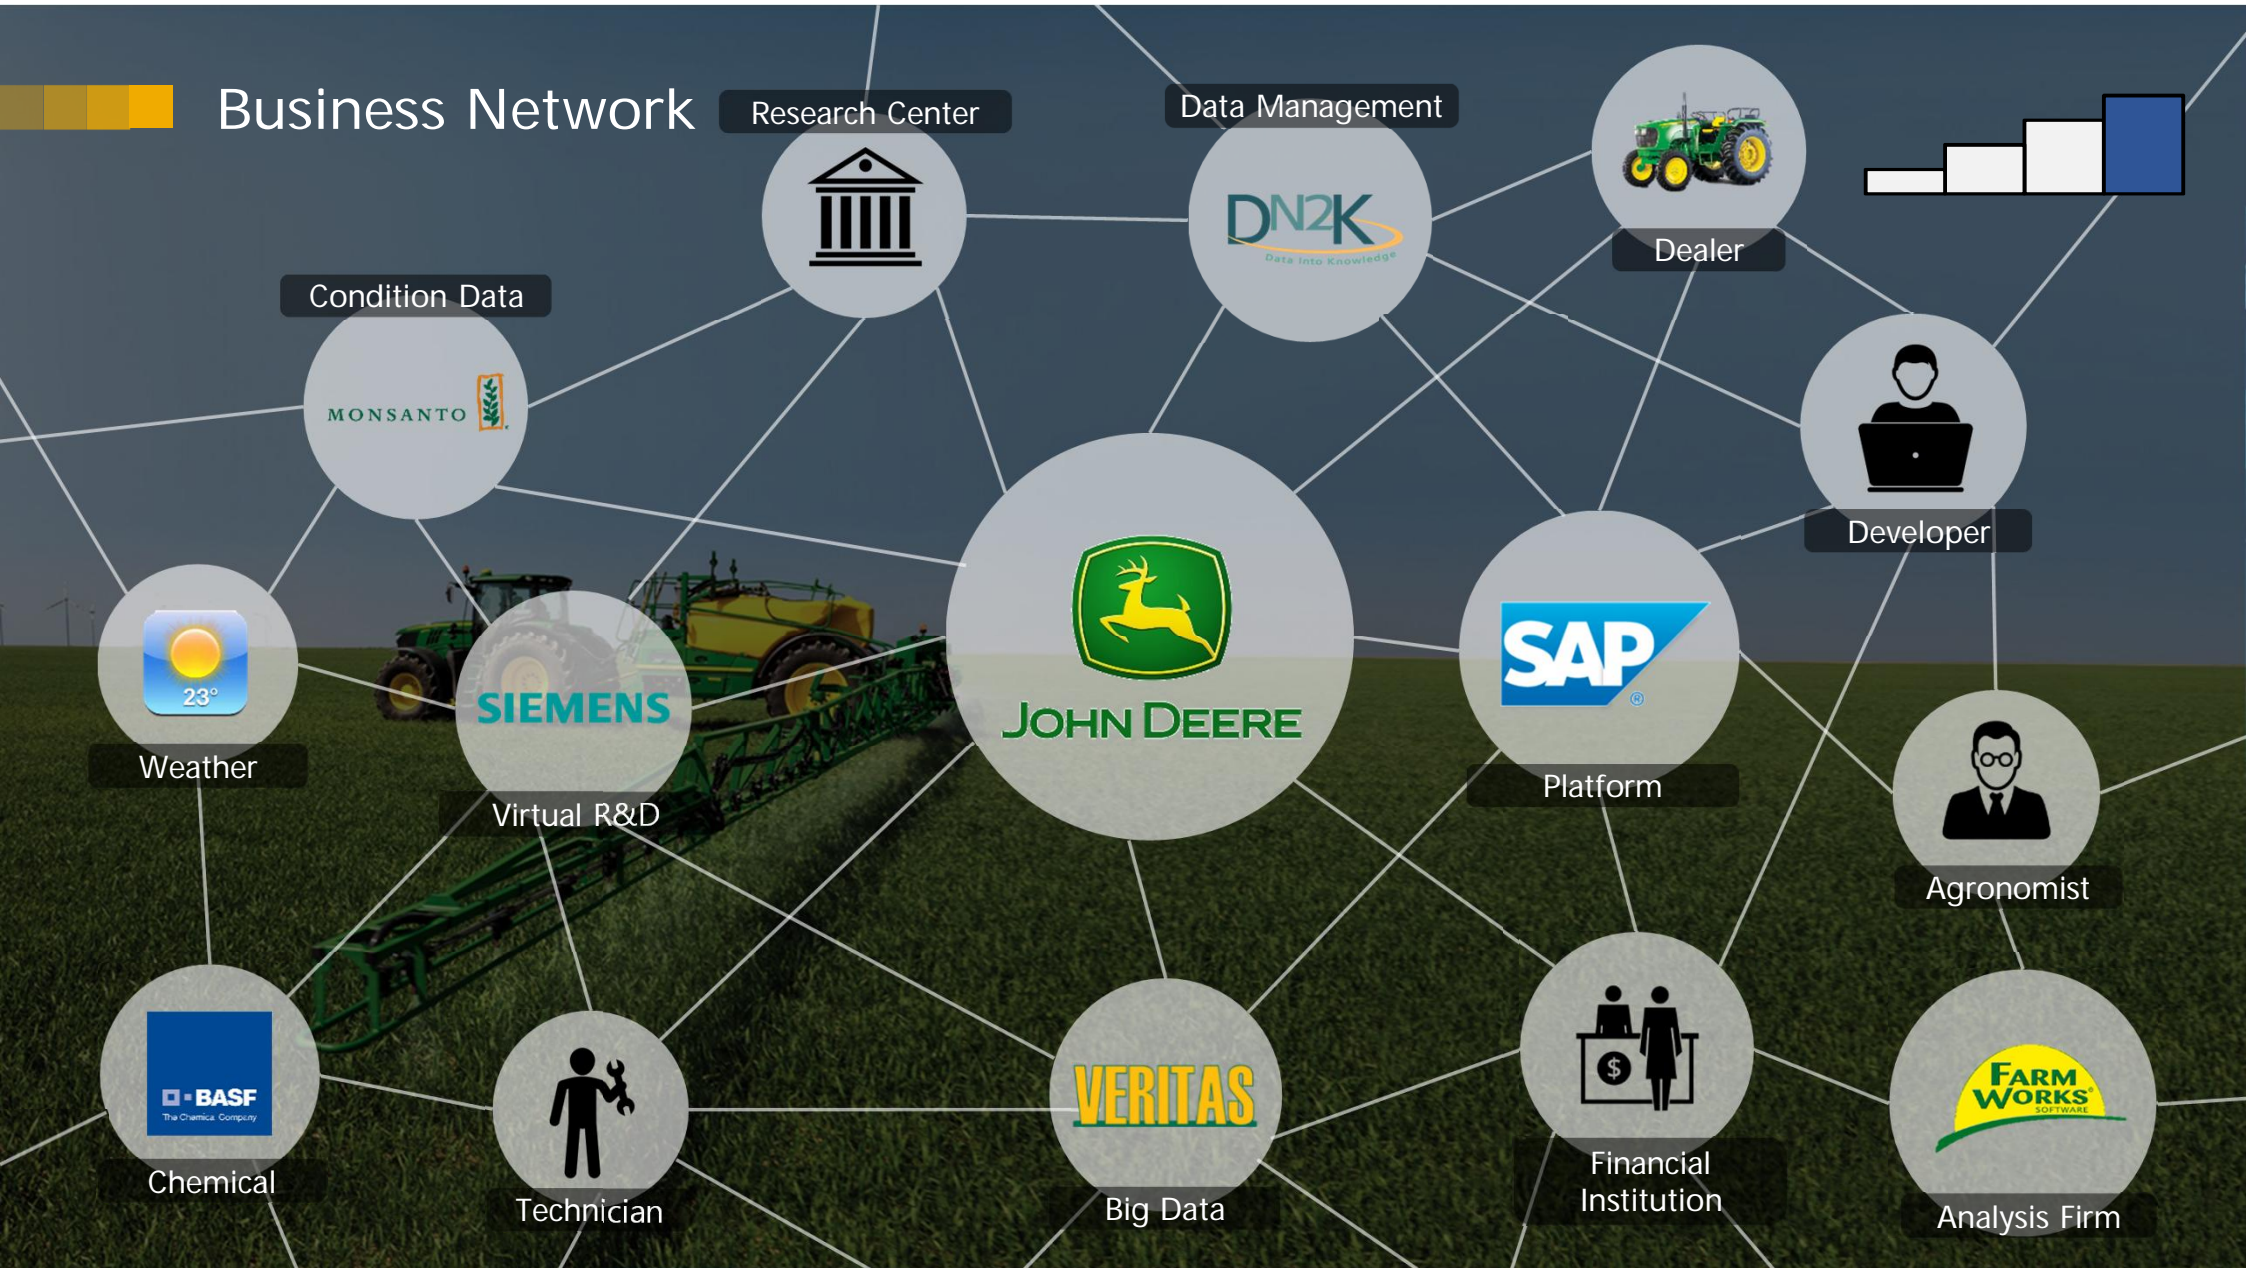 Business Network
Research Center
Data Management
DN2K
Data Into Knowledge
Dealer
Condition Data
MONSANTO
Developer
JOHN DEERE
SAP
®
Platform
23°
Weather
SIEMENS
Virtual R&D
Agronomist
BASF
The Chemical Company
Chemical
Technician
VERITAS
Big Data
$
Financial
Institution
FARM
WORKS®
SOFTWARE
Analysis Firm